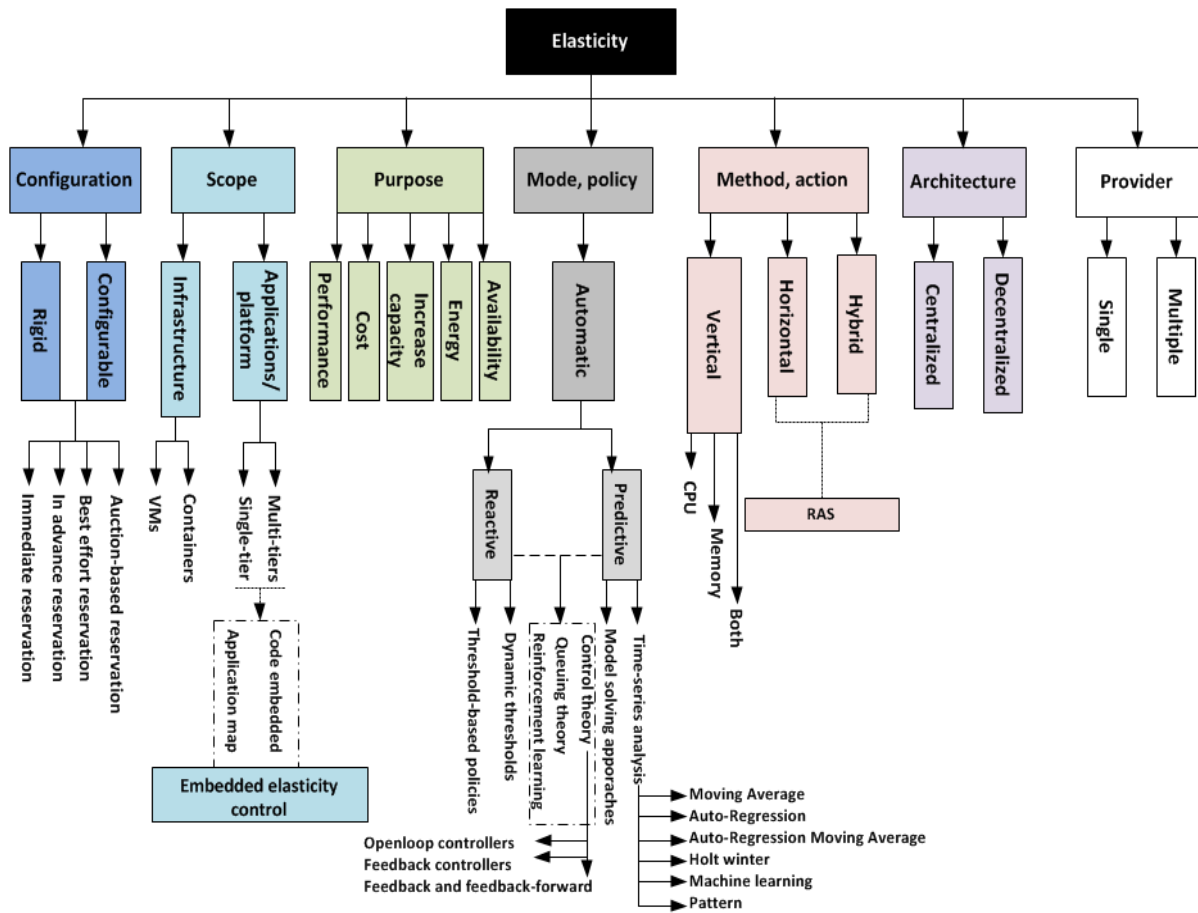 Elasticity
Configuration
Scope
Purpose
Mode, policy
Method, action
Architecture
Provider
Rigid
Configurable
Infrastructure
Applications/
platform
Performance
Cost
Increase
capacity
Energy
Availability
Automatic
Vertical
Horizontal
Hybrid
Centralized
Decentralized
Single
Multiple
Immediate reservation
In advance reservation
Best effort reservation
Auction-based reservation
VMs
Containers
Single-tier
Multi-tiers
Reactive
Predictive
CPU
Memory
Both
RAS
Application map
Code embedded
Embedded elasticity
control
Threshold-based policies
Dynamic thresholds
Reinforcement learning
Queuing theory
Control theory
Model solving apporaches
Time-series analysis
Openloop controllers
Feedback controllers
Feedback and feedback-forward
Moving Average
Auto-Regression
Auto-Regression Moving Average
Holt winter
Machine learning
Pattern